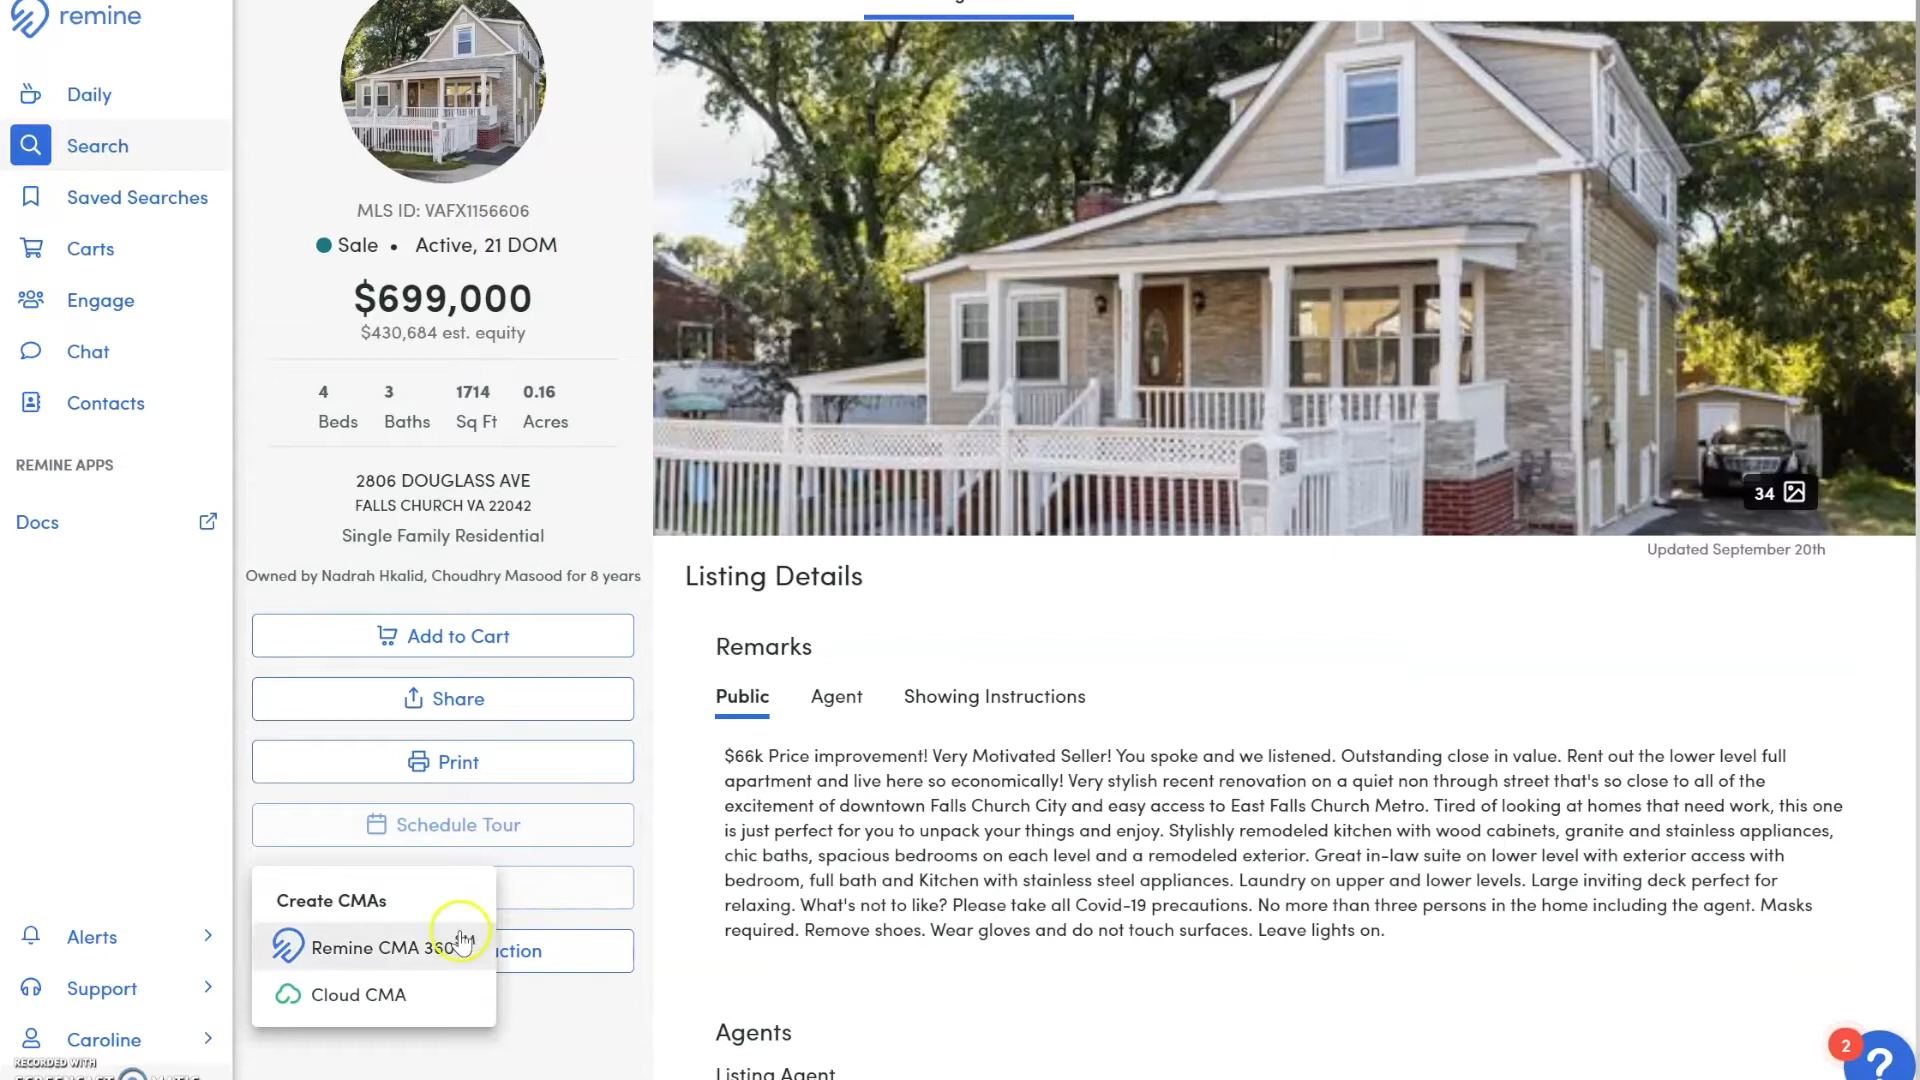 remine
Daily
Search
Saved Searches
Carts
Engage
Chat
Contacts
REMINE APPS
Docs
Alerts
Support
Caroline
RECORDED WITH
MLS ID: VAFX1156606
Sale • Active, 21 DOM
$699,000
$430,684 est. equity
4 3 1714 0.16
Beds Baths Sq Ft Acres
2806 DOUGLASS AVE
FALLS CHURCH VA 22042
Single Family Residential
Owned by Nadrah Hkalid, Choudhry Masood for 8 years
Add to Cart
Share
Print
Schedule Tour
Create CMAs
Remine CMA 360
Cloud CMA
34
Updated September 20th
Listing Details
Remarks
Public Agent Showing Instructions
$66k Price improvement! Very Motivated Seller! You spoke and we listened. Outstanding close in value. Rent out the lower level full
apartment and live here so economically! Very stylish recent renovation on a quiet non through street that's so close to all of the
excitement of downtown Falls Church City and easy access to East Falls Church Metro. Tired of looking at homes that need work, this one
is just perfect for you to unpack your things and enjoy. Stylishly remodeled kitchen with wood cabinets, granite and stainless appliances,
chic baths, spacious bedrooms on each level and a remodeled exterior. Great in-law suite on lower level with exterior access with
bedroom, full bath and Kitchen with stainless steel appliances. Laundry on upper and lower levels. Large inviting deck perfect for
relaxing. What's not to like? Please take all Covid-19 precautions. No more than three persons in the home including the agent. Masks
required. Remove shoes. Wear gloves and do not touch surfaces. Leave lights on.
Agents
Listing Agent
2
?